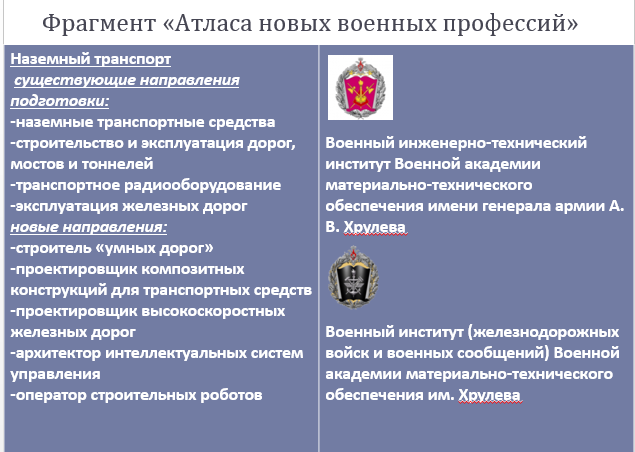 Фрагмент «Атласа новых военных профессий»
Наземный транспорт
существующие направления
подготовки:
-наземные транспортные средства
-строительство и эксплуатация дорог,
мостов и тоннелей
-транспортное радиооборудование
-эксплуатация железных дорог
новые направления:
-строитель «умных дорог»
-проектировщик композитных
конструкций для транспортных средств
-проектировщик высокоскоростных
железных дорог
-архитектор интеллектуальных систем
управления
-оператор строительных роботов
Военный инженерно-технический
институт Военной академии
материально-технического
обеспечения имени генерала армии А.
В. Хрулева
Военный институт (железнодорожных
войск и военных сообщений) Военной
академии материально-технического
обеспечения им. Хрулева